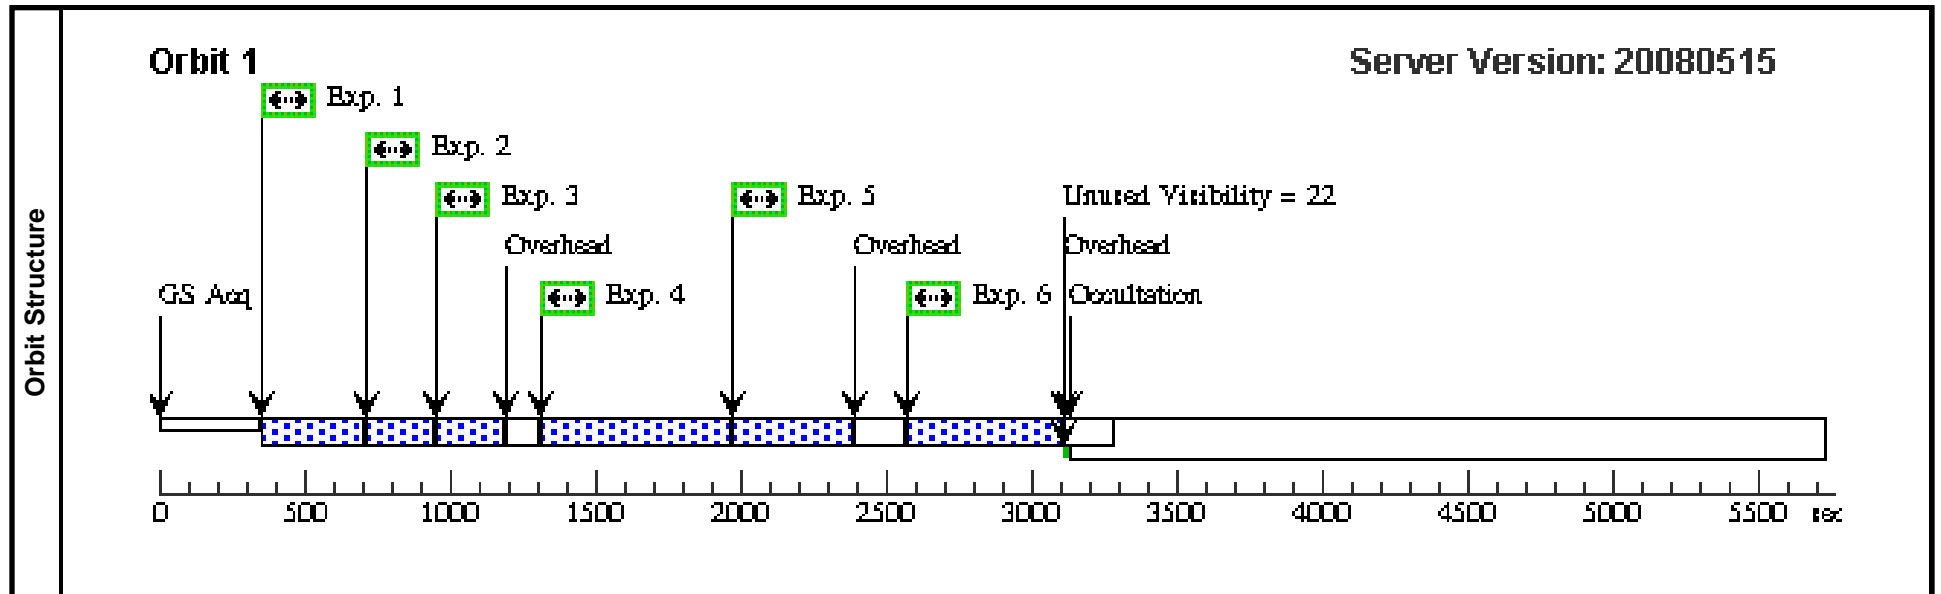 Orbit 1
Server Version: 20080515
Exp. 1
Exp. 2
Exp. 3
Exp. 5
Unused Visibility = 22
Overhead
Overhead
Overhead
GS Acq
Exp. 4
Exp. 6
Occultation
Orbit Structure
0 500 1000 1500 2000 2500 3000 3500 4000 4500 5000 5500 sec